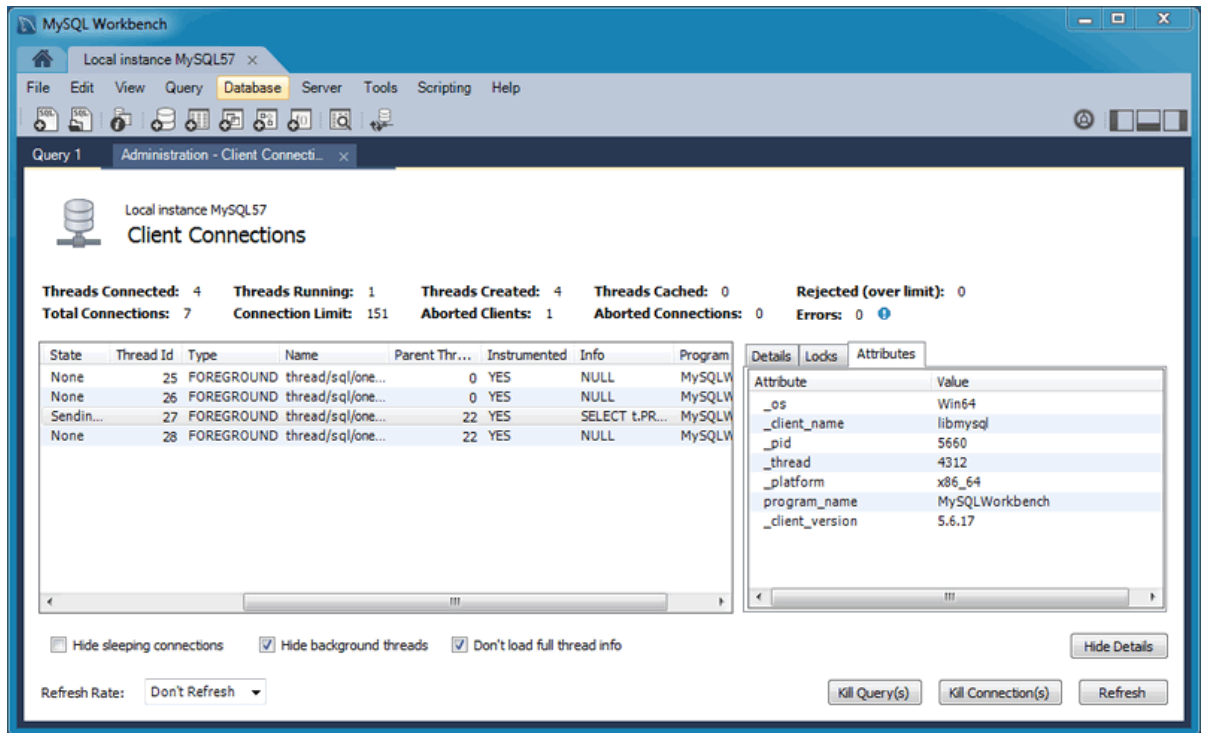 MySQL Workbench
Local instance MySQL57
File Edit View Query Database Server Tools Scripting Help
Query 1 Administration - Client Connecti...
Local instance MySQL57
Client Connections
Threads Connected: 4 Threads Running: 1 Threads Created: 4 Threads Cached: 0 Rejected (over limit): 0
Total Connections: 7 Connection Limit: 151 Aborted Clients: 1 Aborted Connections: 0 Errors: 0
State Thread Id Type Name Parent Thr... Instrumented Info Program
None 25 FOREGROUND thread/sql/one... 0 YES NULL MySQLW
None 26 FOREGROUND thread/sql/one... 0 YES NULL MySQLW
Sendin... 27 FOREGROUND thread/sql/one... 22 YES SELECT t.PR... MySQLW
None 28 FOREGROUND thread/sql/one... 22 YES NULL MySQLW
Details Locks Attributes
Attribute Value
_os Win64
_client_name libmysql
_pid 5660
_thread 4312
_platform x86_64
program_name MySQLWorkbench
_client_version 5.6.17
Hide sleeping connections Hide background threads Don't load full thread info Hide Details
Refresh Rate: Don't Refresh Kill Query(s) Kill Connection(s) Refresh